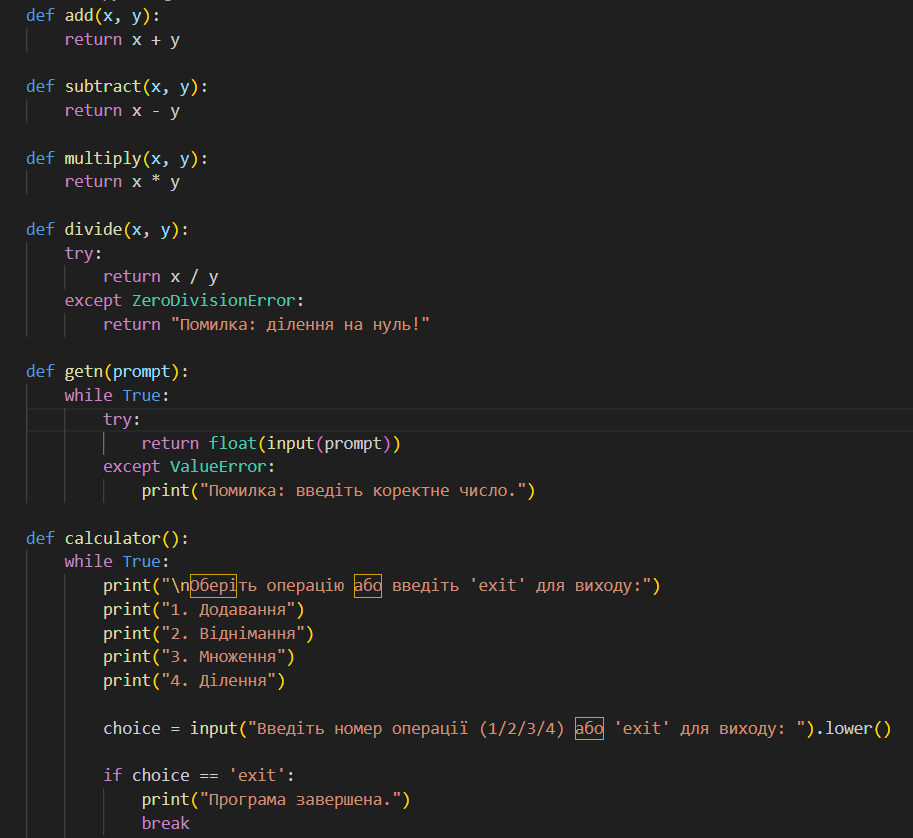 def add(x, y):
    return x + y
def subtract(x, y):
    return x - y
def multiply(x, y):
    return x * y
def divide(x, y):
    try:
        return x / y
    except ZeroDivisionError:
        return "Помилка: ділення на нуль!"
def getn(prompt):
    while True:
        try:
            return float(input(prompt))
        except ValueError:
            print("Помилка: введіть коректне число.")
def calculator():
    while True:
        print("\nОберіть операцію або введіть 'exit' для виходу:")
        print("1. Додавання")
        print("2. Віднімання")
        print("3. Множення")
        print("4. Ділення")
        choice = input("Введіть номер операції (1/2/3/4) або 'exit' для виходу: ").lower()
        if choice == 'exit':
            print("Програма завершена.")
            break